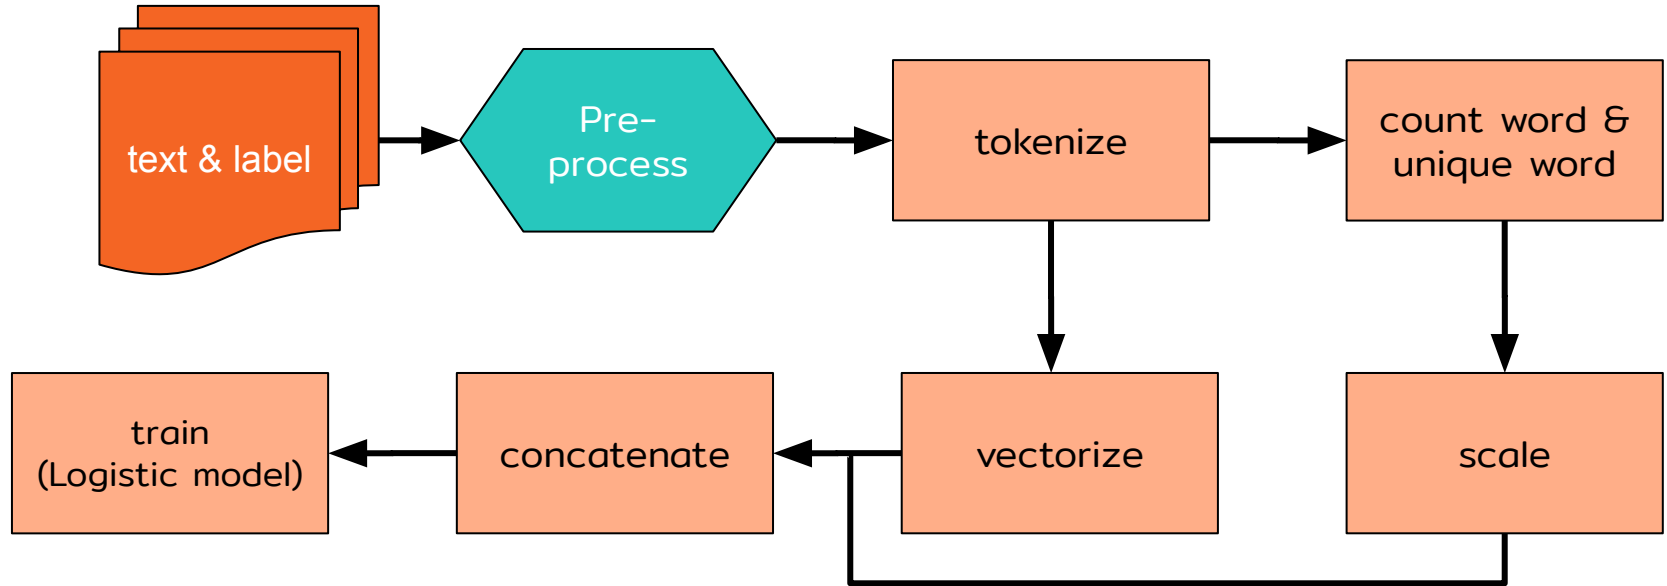 text & label
Pre-
process
tokenize
count word &
unique word
train
(Logistic model)
concatenate
vectorize
scale